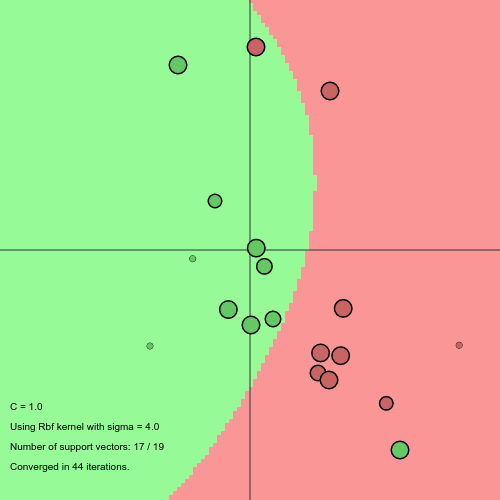 C = 1.0
Using Rbf kernel with sigma = 4.0
Number of support vectors: 17 / 19
Converged in 44 iterations.